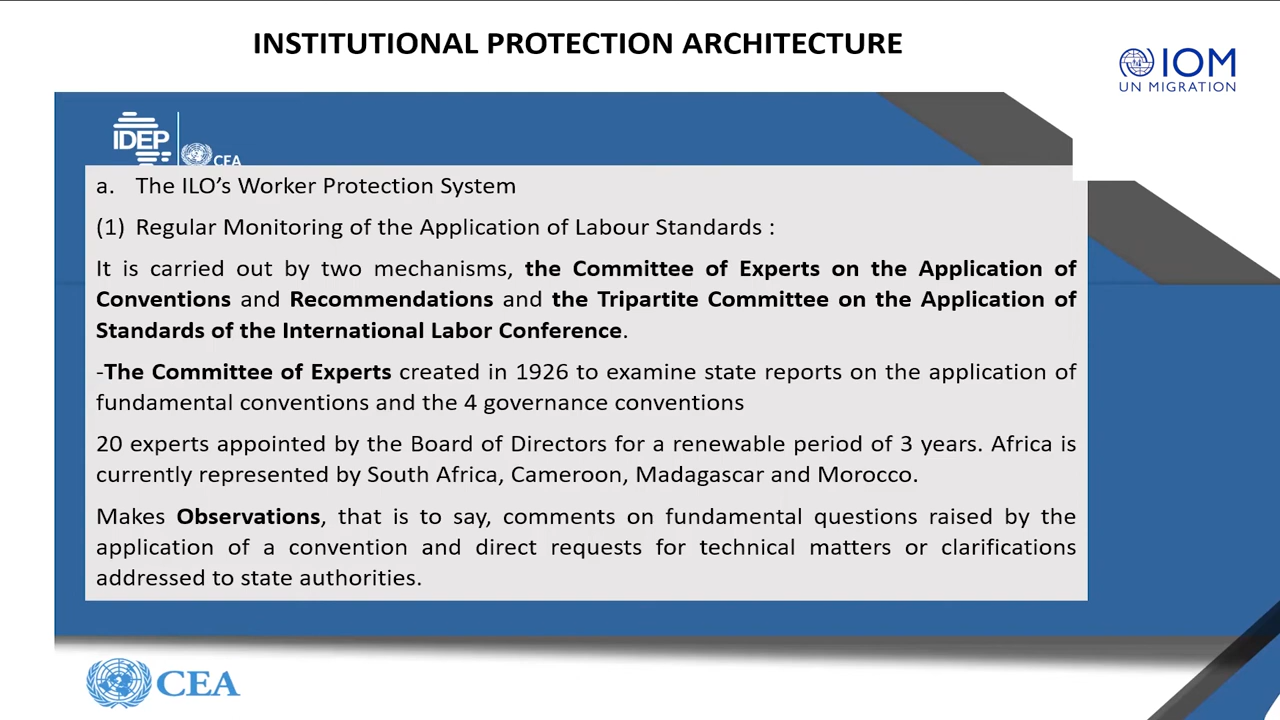 INSTITUTIONAL PROTECTION ARCHITECTURE
IOM
UN MIGRATION
IDEP
CEA
a. The ILO’s Worker Protection System
(1) Regular Monitoring of the Application of Labour Standards :
It is carried out by two mechanisms, the Committee of Experts on the Application of
Conventions and Recommendations and the Tripartite Committee on the Application of
Standards of the International Labor Conference.
-The Committee of Experts created in 1926 to examine state reports on the application of
fundamental conventions and the 4 governance conventions
20 experts appointed by the Board of Directors for a renewable period of 3 years. Africa is
currently represented by South Africa, Cameroon, Madagascar and Morocco.
Makes Observations, that is to say, comments on fundamental questions raised by the
application of a convention and direct requests for technical matters or clarifications
addressed to state authorities.
CEA